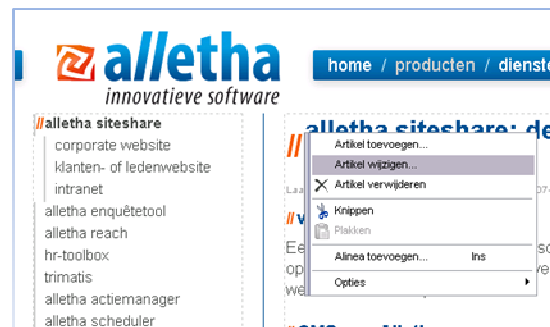 alletha
innovatieve software
home / producten / dienste
//alletha siteshare
corporate website
klanten- of ledenwebsite
intranet
alletha enquêtetool
alletha reach
hr-toolbox
trimatis
alletha actiemanager
alletha scheduler
// alletha siteshare: de
Artikel toevoegen...
Artikel wijzigen...
Artikel verwijderen
Knippen
Plakken
Alinea toevoegen... Ins
Opties